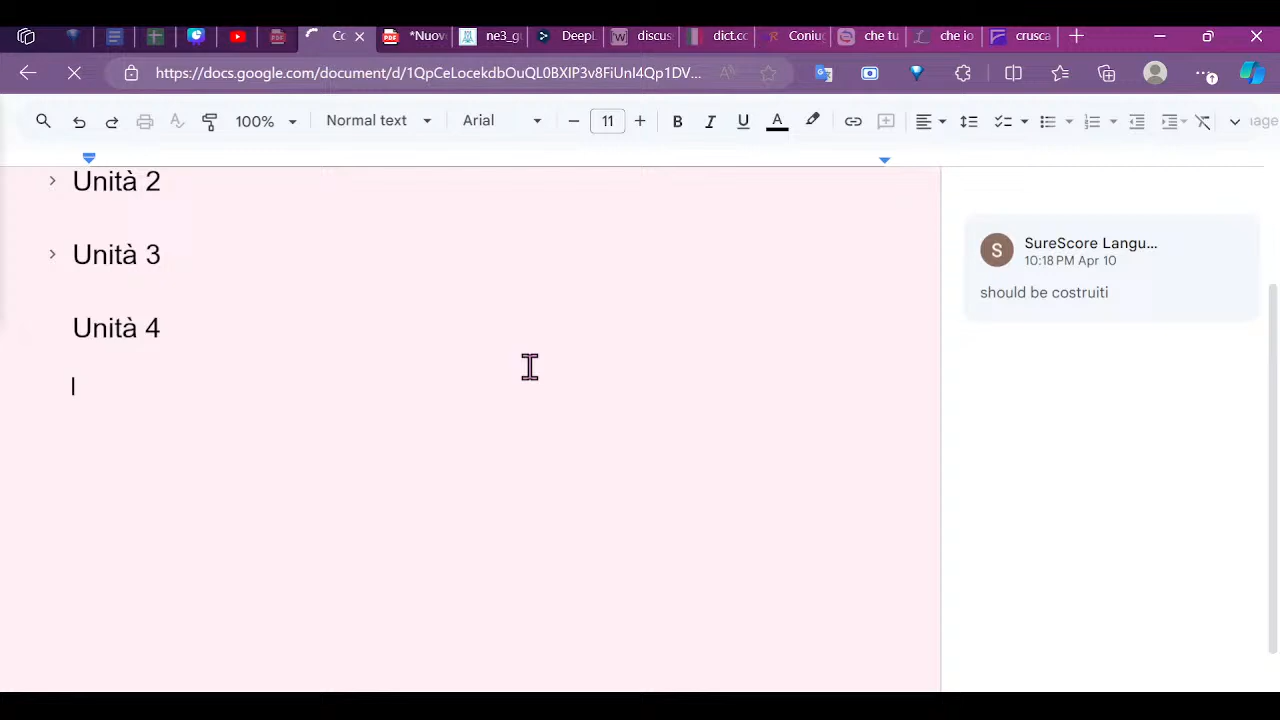 Cc
*Nuov
ne3_gu
DeepL
discus
dict.cc
Coniug
che tu
che io
crusca
https://docs.google.com/document/d/1QpCeLocekdbOuQL0BXIP3v8FiUnI4Qp1DV...
100%
Normal text
Arial
11
B
I
U
A
Unità 2
Unità 3
Unità 4
S
SureScore Langu...
10:18 PM Apr 10
should be costruiti